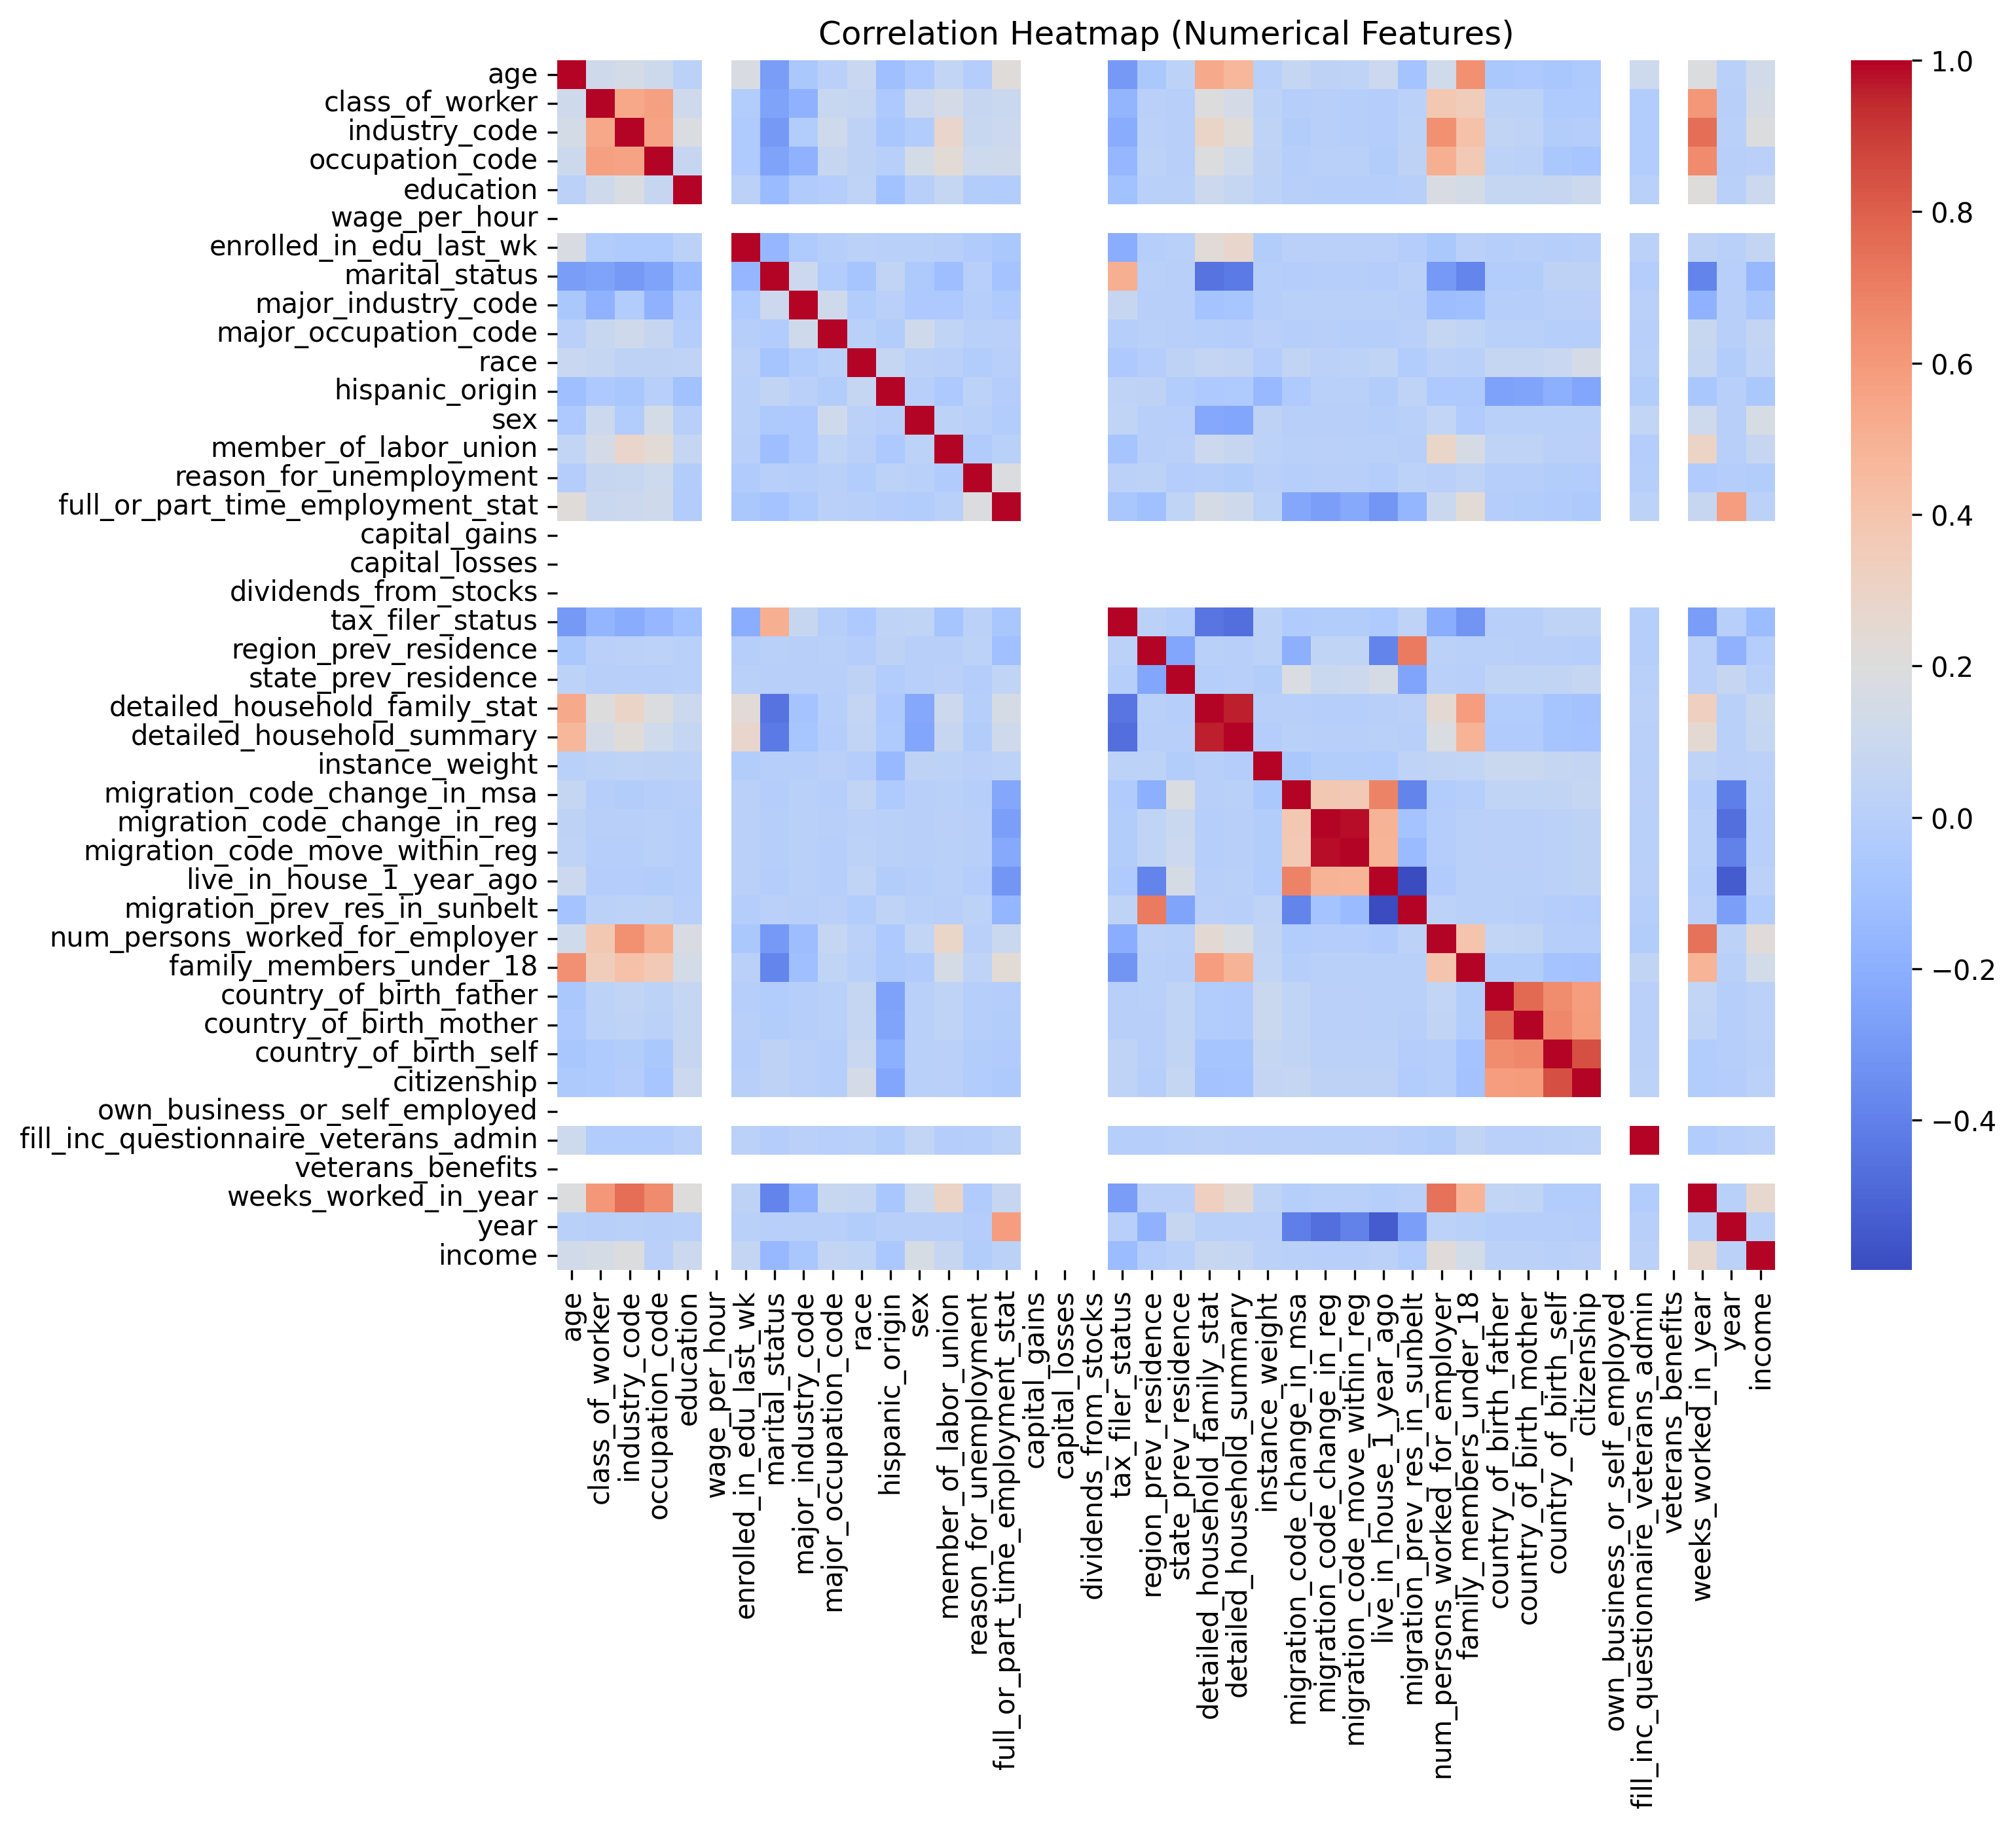 Correlation Heatmap (Numerical Features)
age
class_of_worker
industry_code
occupation_code
education
wage_per_hour
enrolled_in_edu_last_wk
marital_status
major_industry_code
major_occupation_code
race
hispanic_origin
sex
member_of_labor_union
reason_for_unemployment
full_or_part_time_employment_stat
capital_gains
capital_losses
dividends_from_stocks
tax_filer_status
region_prev_residence
state_prev_residence
detailed_household_family_stat
detailed_household_summary
instance_weight
migration_code_change_in_msa
migration_code_change_in_reg
migration_code_move_within_reg
live_in_house_1_year_ago
migration_prev_res_in_sunbelt
num_persons_worked_for_employer
family_members_under_18
country_of_birth_father
country_of_birth_mother
country_of_birth_self
citizenship
own_business_or_self_employed
fill_inc_questionnaire_veterans_admin
veterans_benefits
weeks_worked_in_year
year
income
age
class_of_worker
industry_code
occupation_code
education
wage_per_hour
enrolled_in_edu_last_wk
marital_status
major_industry_code
major_occupation_code
race
hispanic_origin
sex
member_of_labor_union
reason_for_unemployment
full_or_part_time_employment_stat
capital_gains
capital_losses
dividends_from_stocks
tax_filer_status
region_prev_residence
state_prev_residence
detailed_household_family_stat
detailed_household_summary
instance_weight
migration_code_change_in_msa
migration_code_change_in_reg
migration_code_move_within_reg
live_in_house_1_year_ago
migration_prev_res_in_sunbelt
num_persons_worked_for_employer
family_members_under_18
country_of_birth_father
country_of_birth_mother
country_of_birth_self
citizenship
own_business_or_self_employed
fill_inc_questionnaire_veterans_admin
veterans_benefits
weeks_worked_in_year
year
income
1.0
0.8
0.6
0.4
0.2
0.0
−0.2
−0.4